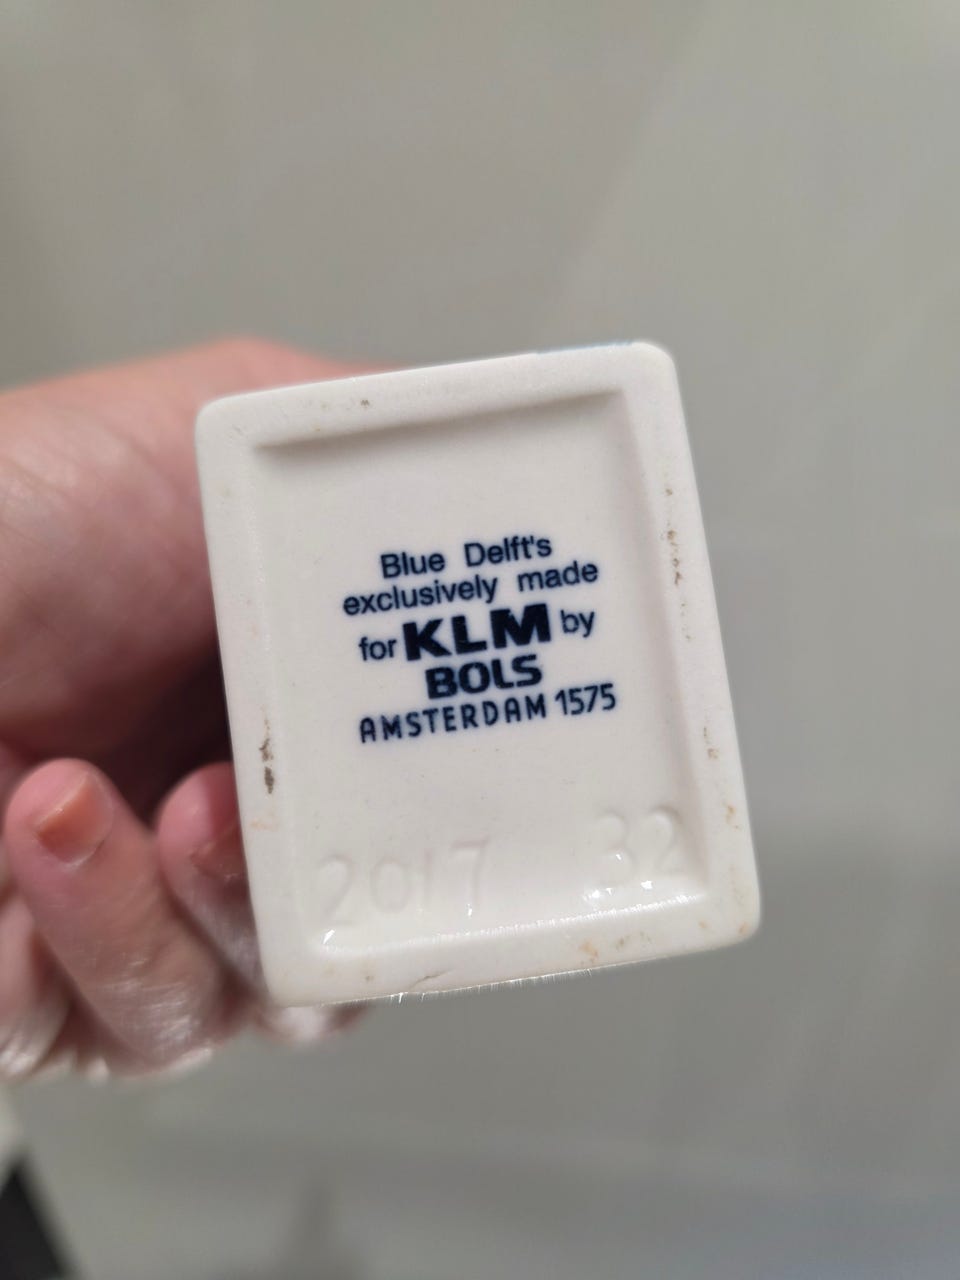 Blue Delft's
exclusively made
for KLM by
BOLS
AMSTERDAM 1575
2017 32